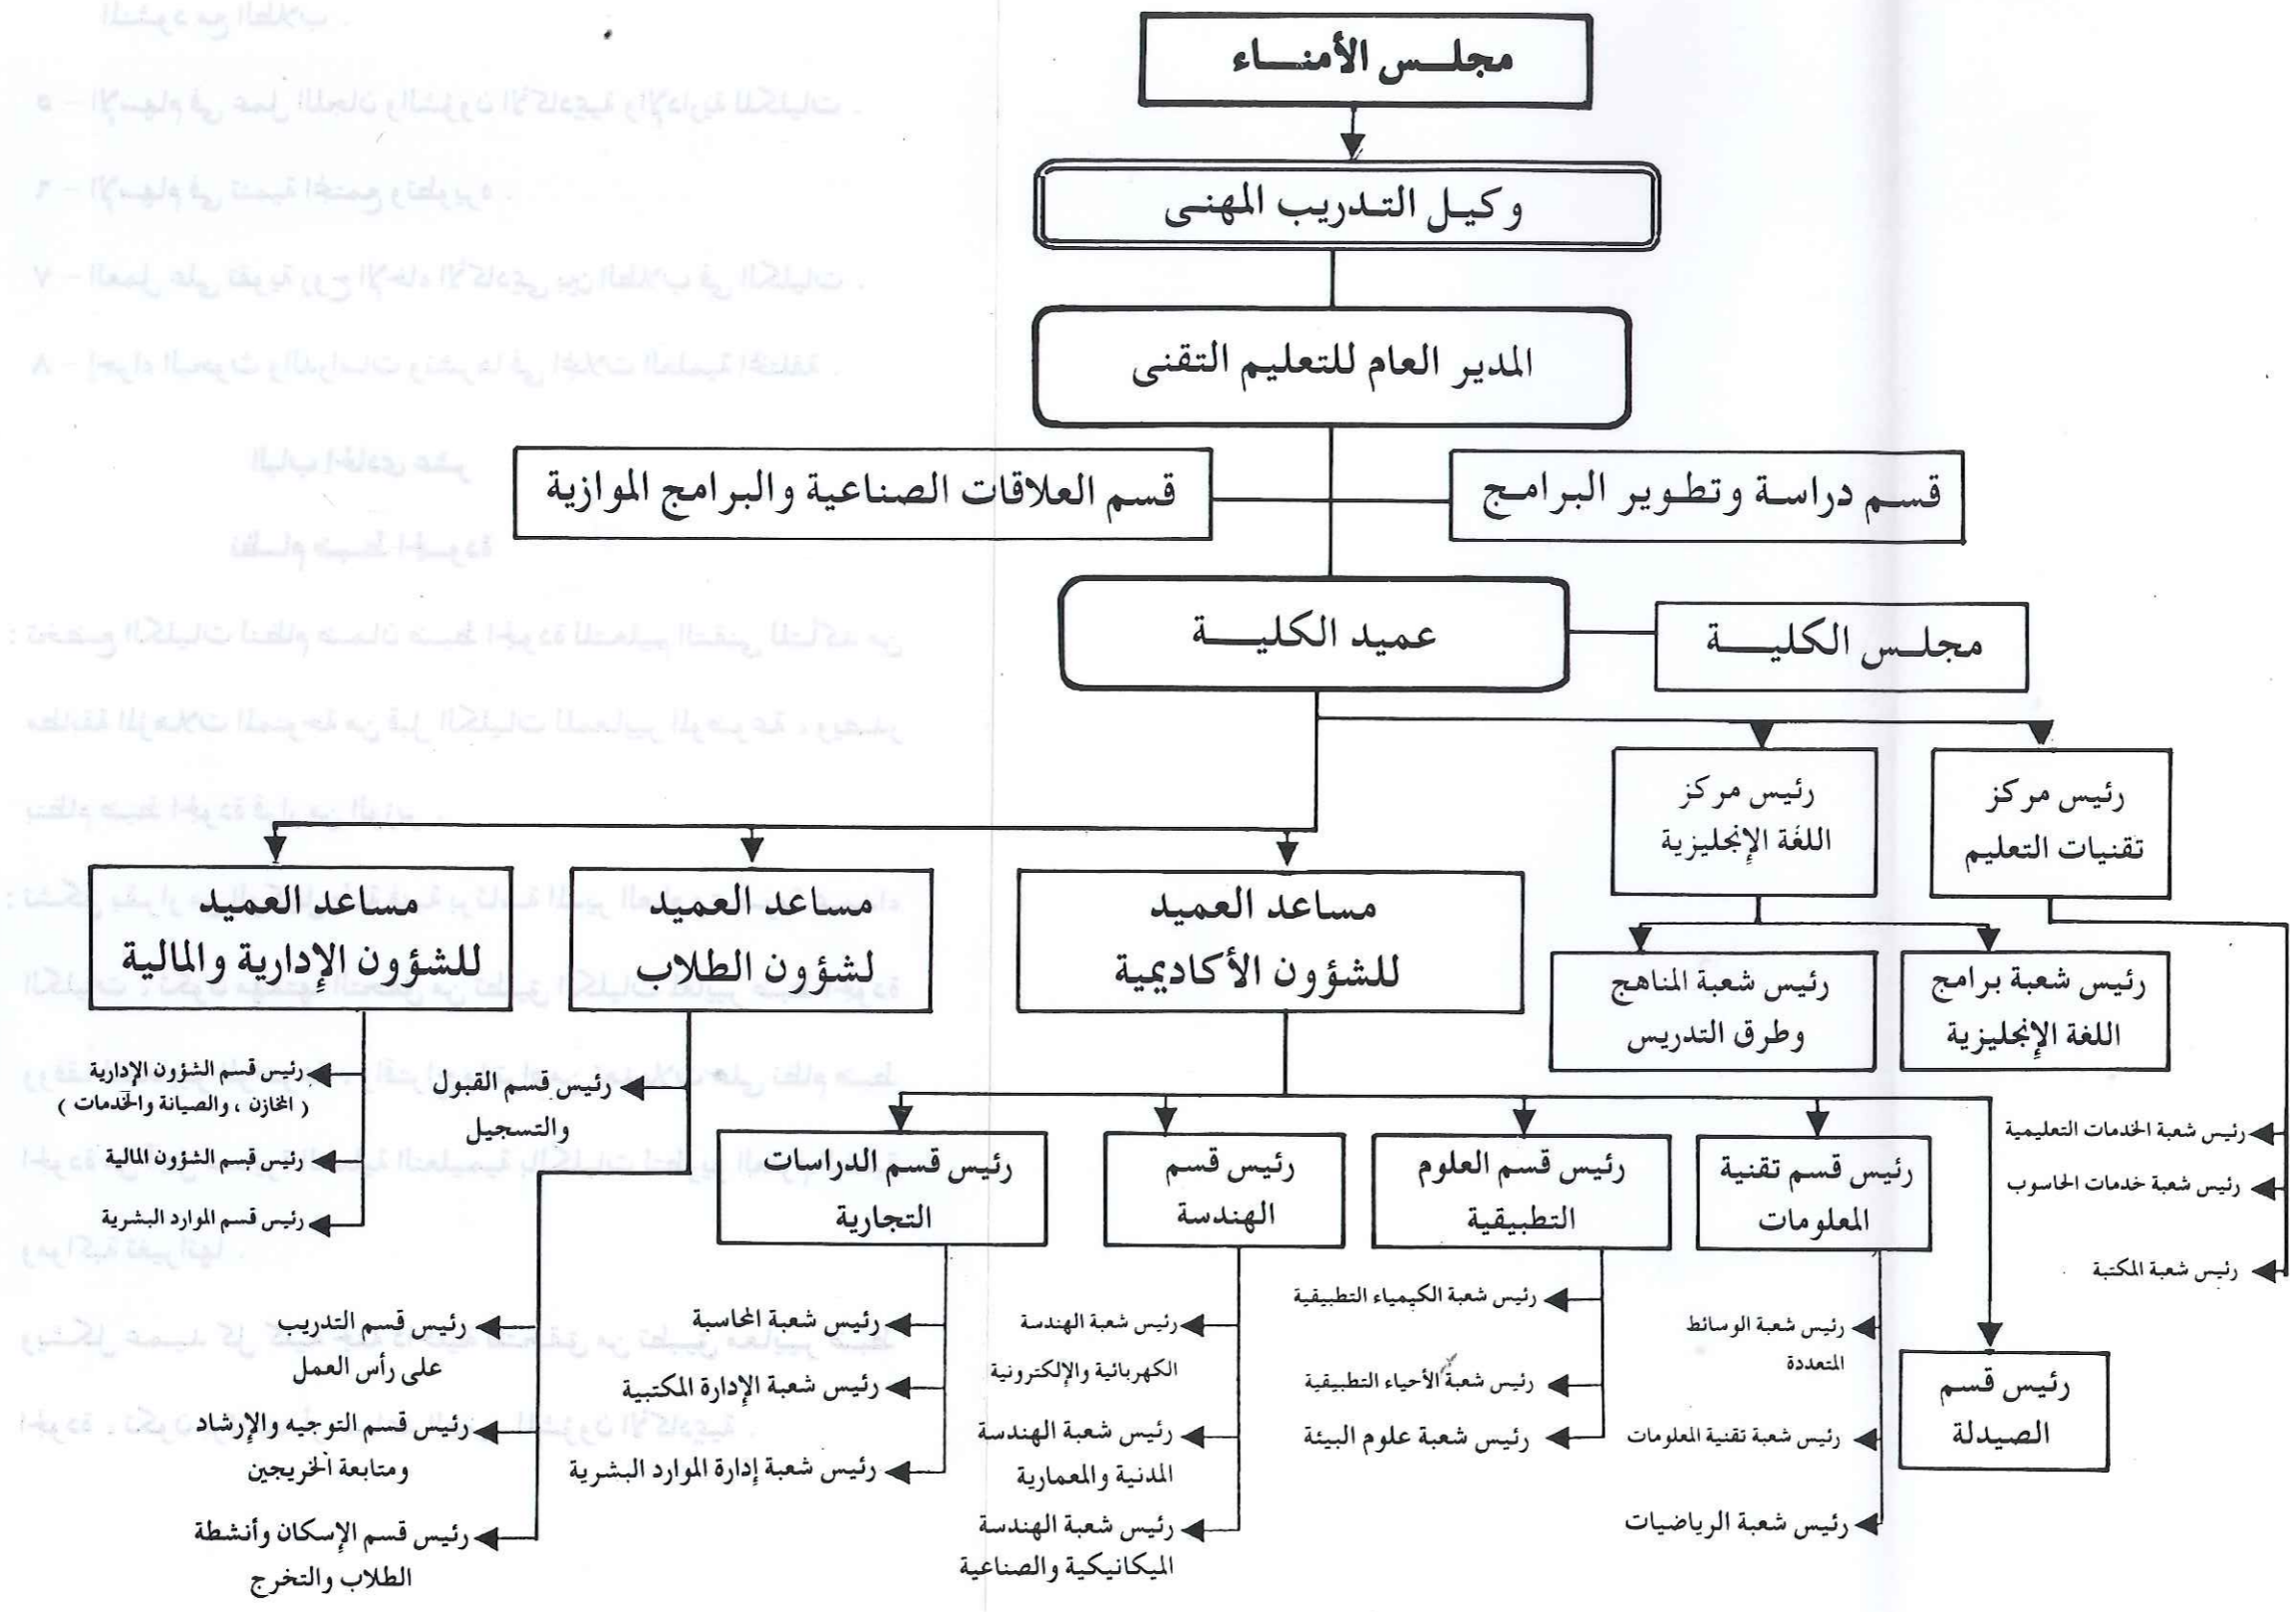 مجلس الأمناء
وكيل التدريب المهنى
المدير العام للتعليم التقنى
قسم دراسة وتطوير البرامج
قسم العلاقات الصناعية والبرامج الموازية
عميد الكلية
مجلس الكلية
رئيس مركز
تقنيات التعليم
رئيس مركز
اللغة الإنجليزية
رئيس شعبة برامج
اللغة الإنجليزية
رئيس شعبة المناهج
وطرق التدريس
رئيس شعبة الخدمات التعليمية
رئيس شعبة خدمات الحاسوب
رئيس شعبة المكتبة
مساعد العميد
للشؤون الأكاديمية
مساعد العميد
لشؤون الطلاب
مساعد العميد
للشؤون الإدارية والمالية
رئيس قسم الصيدلة
رئيس قسم تقنية
المعلومات
رئيس شعبة الوسائط
المتعددة
رئيس شعبة تقنية المعلومات
رئيس شعبة الرياضيات
رئيس قسم العلوم
التطبيقية
رئيس شعبة الكيمياء التطبيقية
رئيس شعبة الأحياء التطبيقية
رئيس شعبة علوم البيئة
رئيس قسم
الهندسة
رئيس شعبة الهندسة
الكهربائية والإلكترونية
رئيس شعبة الهندسة
المدنية والمعمارية
رئيس شعبة الهندسة
الميكانيكية والصناعية
رئيس قسم الدراسات
التجارية
رئيس شعبة المحاسبة
رئيس شعبة الإدارة المكتبية
رئيس شعبة إدارة الموارد البشرية
رئيس قسم القبول
والتسجيل
رئيس قسم التدريب
على رأس العمل
رئيس قسم التوجيه والإرشاد
ومتابعة الخريجين
رئيس قسم الإسكان وأنشطة
الطلاب والتخرج
رئيس قسم الشؤون الإدارية
( المخازن ، والصيانة والخدمات )
رئيس قسم الشؤون المالية
رئيس قسم الموارد البشرية